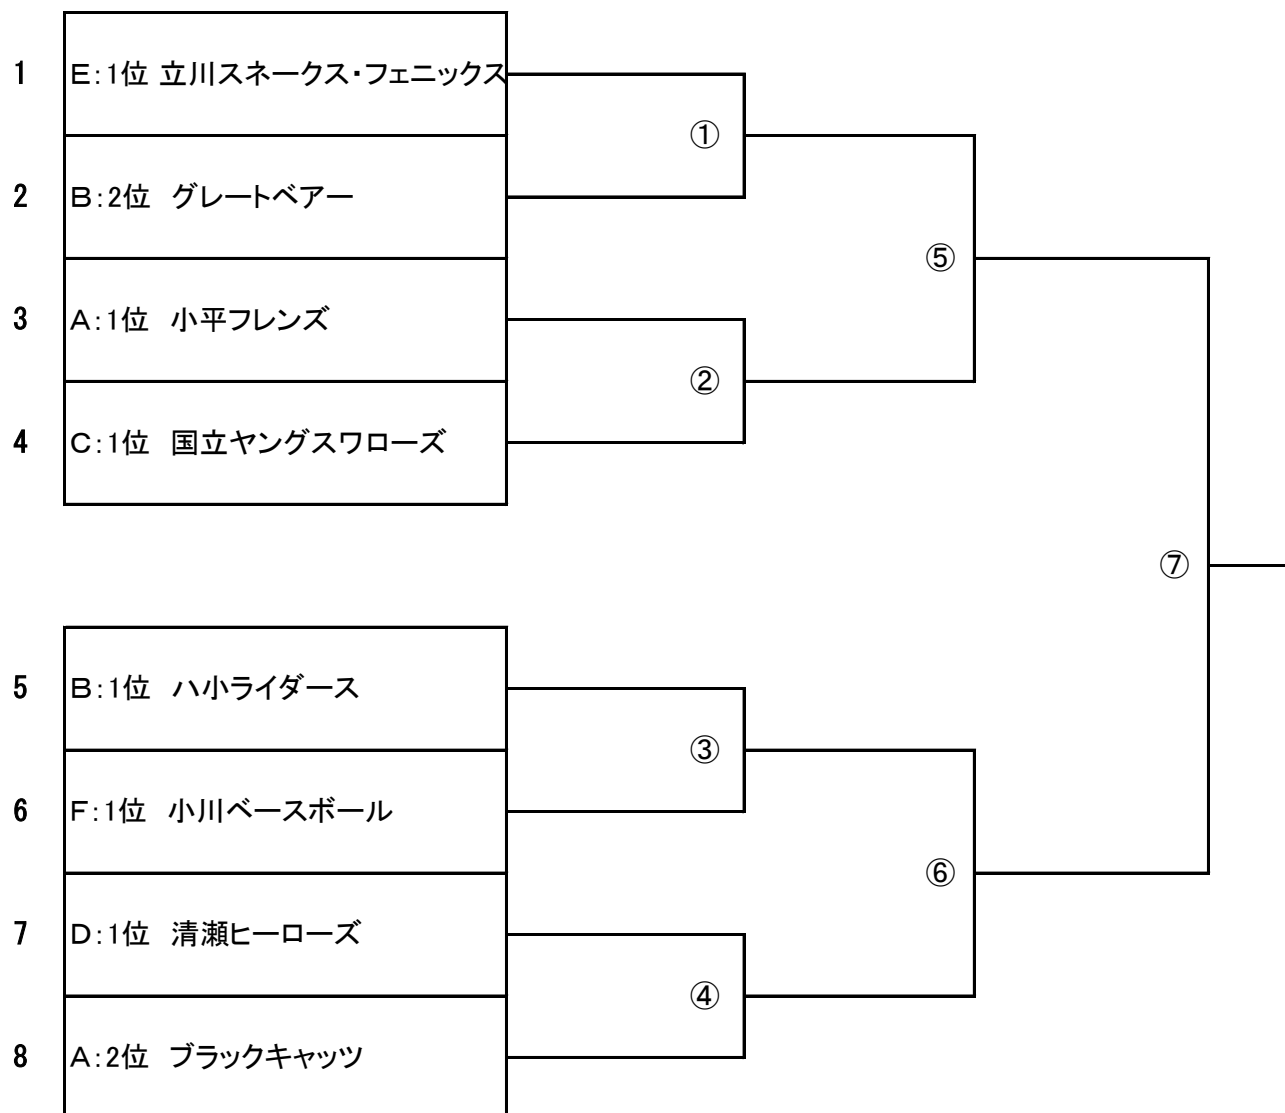 1 E:1位 立川スネークス・フェニックス
①
2 B:2位 グレートベアー
⑤
3 A:1位 小平フレンズ
②
4 C:1位 国立ヤングスワローズ
⑦
5 B:1位 ハ小ライダース
③
6 F:1位 小川ベースボール
⑥
7 D:1位 清瀬ヒーローズ
④
8 A:2位 ブラックキャッツ